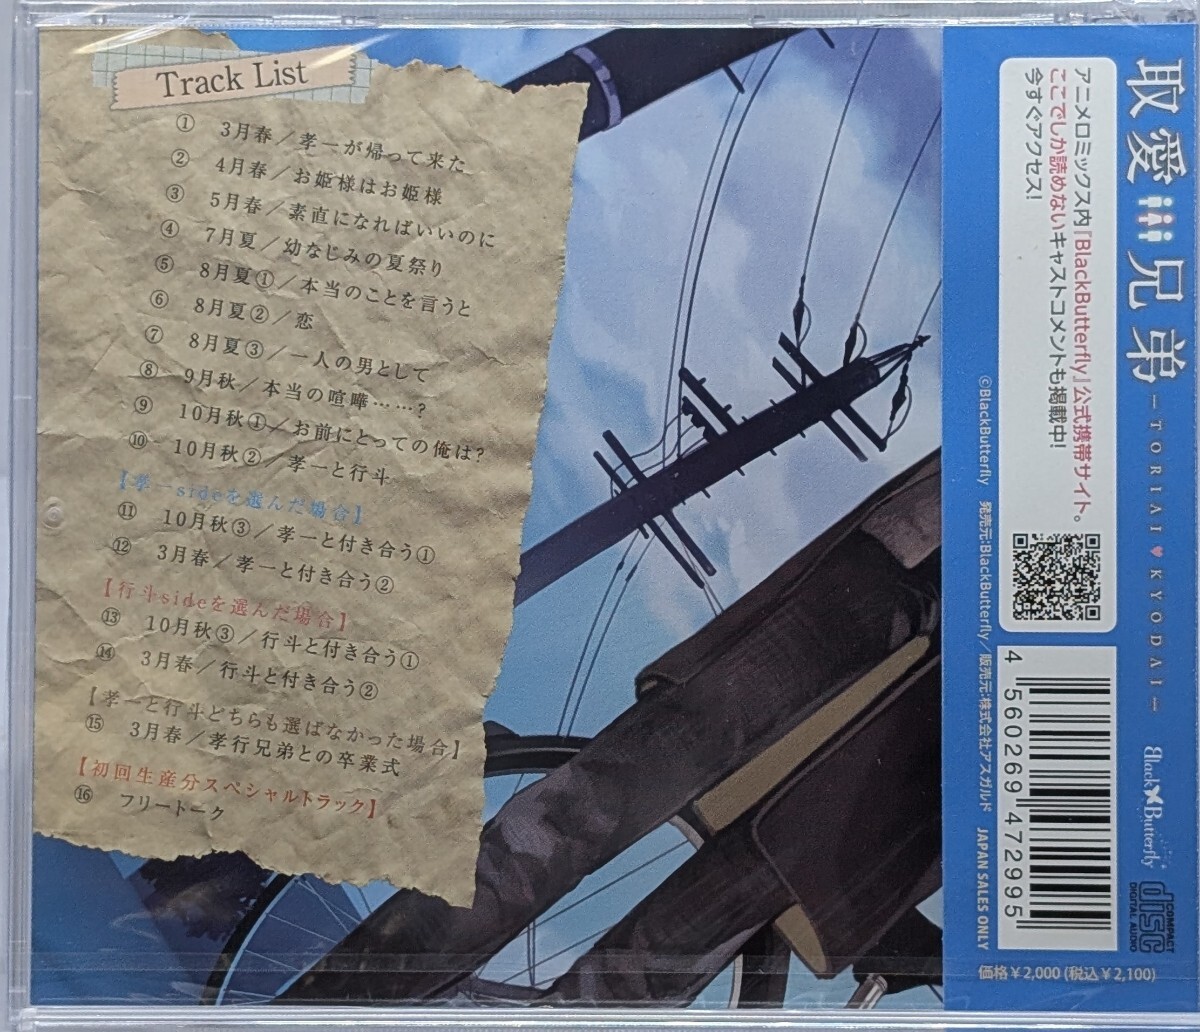 Track List
① 3月春／孝一が帰って来た
② 4月春／お姫様はお姫様
③ 5月春／素直になればいいのに
④ 7月夏／幼なじみの夏祭り
⑤ 8月夏①／本当のことを言うと
⑥ 8月夏②／恋
⑦ 8月夏③／一人の男として
⑧ 9月秋／本当の喧嘩……?
⑨ 10月秋①／お前にとっての俺は?
⑩ 10月秋②／孝一と行斗
【孝一sideを選んだ場合】
⑪ 10月秋③／孝一と付き合う①
⑫ 3月春／孝一と付き合う②
【行斗sideを選んだ場合】
⑬ 10月秋③／行斗と付き合う①
⑭ 3月春／行斗と付き合う②
【孝一と行斗どちらも選ばなかった場合】
⑮ 3月春／孝行兄弟との卒業式
【初回生産分スペシャルトラック】
⑯ フリートーク
取愛iii兄弟
－TORIAI♥KYODAI－
Black Butterfly
COMPACT
disc
DIGITAL AUDIO
アニメロミックス内「BlackButterfly」公式携帯サイト。
ここでしか読めないキャストコメントも掲載中!
今すぐアクセス!
4 560269 472995
©BlackButterfly 発売元:BlackButterfly／販売元:株式会社アスガルド JAPAN SALES ONLY
価格￥2,000 (税込￥2,100)